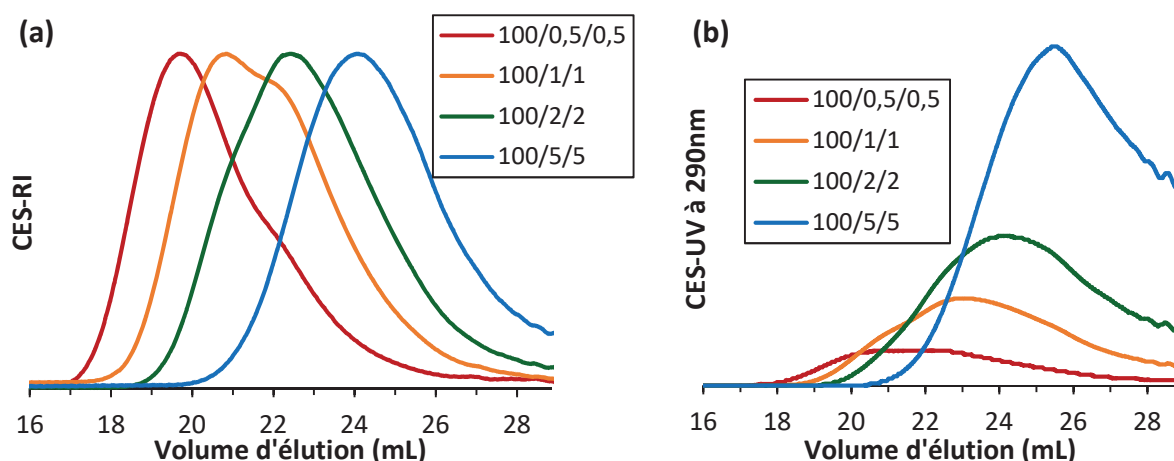 (a)
100/0,5/0,5
100/1/1
100/2/2
100/5/5
CES-RI
16 18 20 22 24 26 28
Volume d'élution (mL)
(b)
100/0,5/0,5
100/1/1
100/2/2
100/5/5
CES-UV à 290nm
16 18 20 22 24 26 28
Volume d'élution (mL)